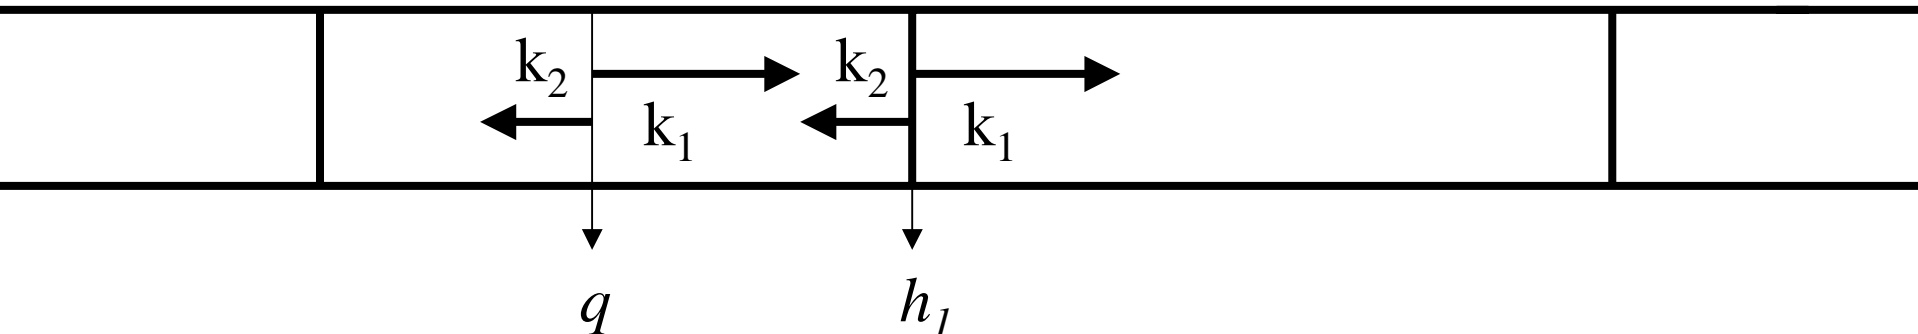 k₂ k₂
k₁ k₁
q h₁